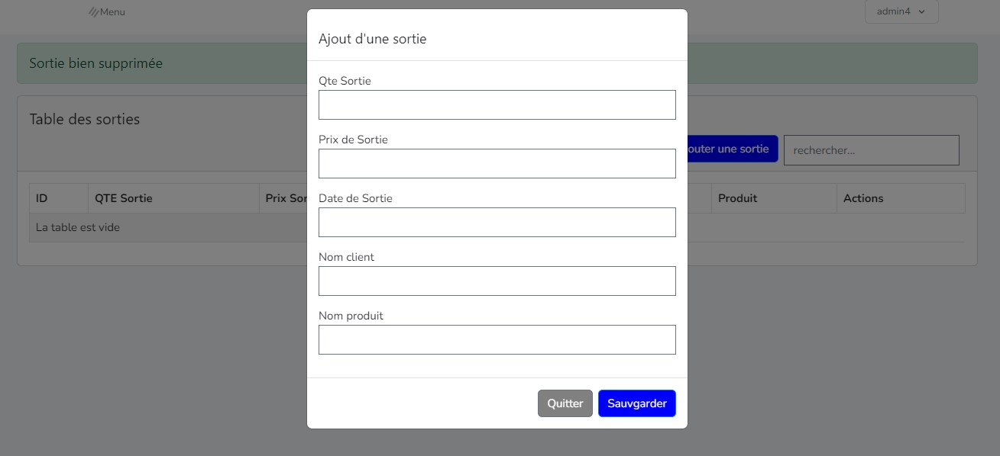 Menu
admin4
Sortie bien supprimée
Table des sorties
outer une sortie
rechercher...
ID
QTE Sortie
Prix Sor
Produit
Actions
La table est vide
Ajout d'une sortie
Qte Sortie
Prix de Sortie
Date de Sortie
Nom client
Nom produit
Quitter
Sauvgarder